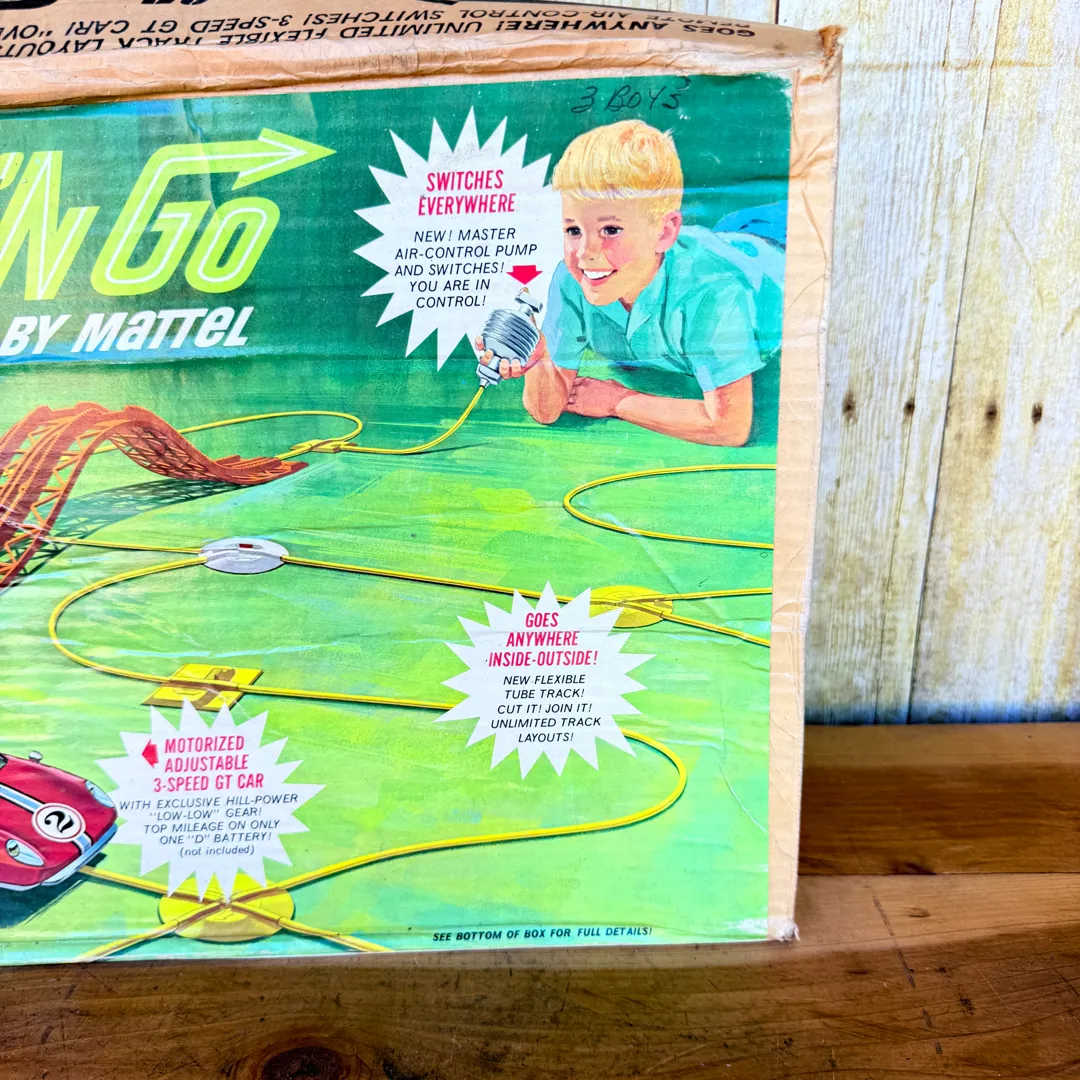 GOES ANYWHERE! UNLIMITED FLEXIBLE TRACK LAYOUT
REMOTE AIR-CONTROL SWITCHES! 3-SPEED GT CAR! "OV
3 BOYS
'N GO
BY MATTEL
SWITCHES
EVERYWHERE
NEW! MASTER
AIR-CONTROL PUMP
AND SWITCHES!
YOU ARE IN
CONTROL!
GOES
ANYWHERE
INSIDE-OUTSIDE!
NEW FLEXIBLE
TUBE TRACK!
CUT IT! JOIN IT!
UNLIMITED TRACK
LAYOUTS!
MOTORIZED
ADJUSTABLE
3-SPEED GT CAR
WITH EXCLUSIVE HILL-POWER
"LOW-LOW" GEAR!
TOP MILEAGE ON ONLY
ONE "D" BATTERY!
(not included)
2
SEE BOTTOM OF BOX FOR FULL DETAILS!